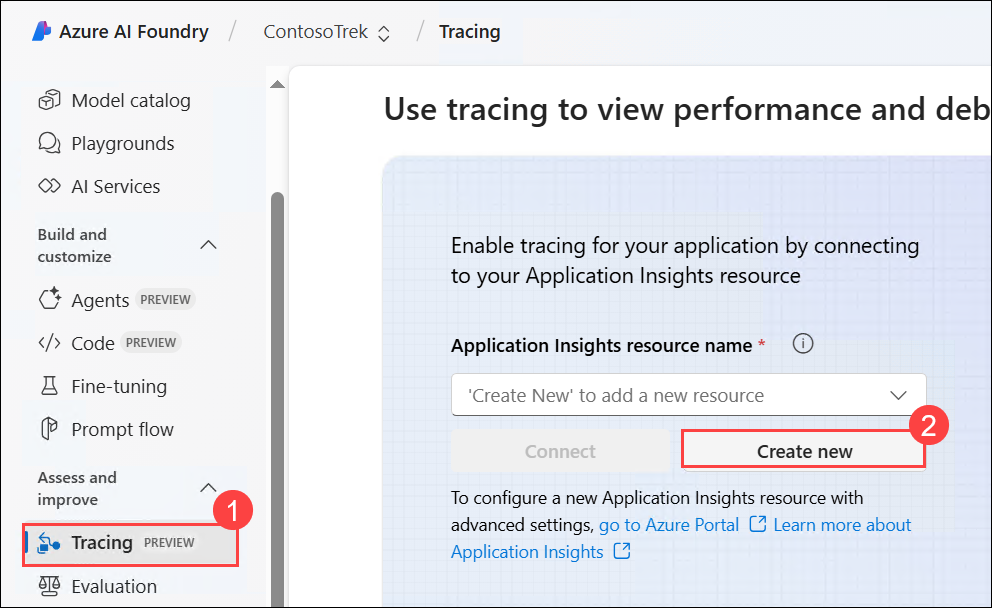 Azure AI Foundry / ContosoTrek / Tracing
Model catalog
Playgrounds
AI Services
Build and
customize
Agents PREVIEW
Code PREVIEW
Fine-tuning
Prompt flow
Assess and
improve
1
Tracing PREVIEW
Evaluation
Use tracing to view performance and deb
Enable tracing for your application by connecting
to your Application Insights resource
Application Insights resource name *
'Create New' to add a new resource
2
Connect Create new
To configure a new Application Insights resource with
advanced settings, go to Azure Portal Learn more about
Application Insights